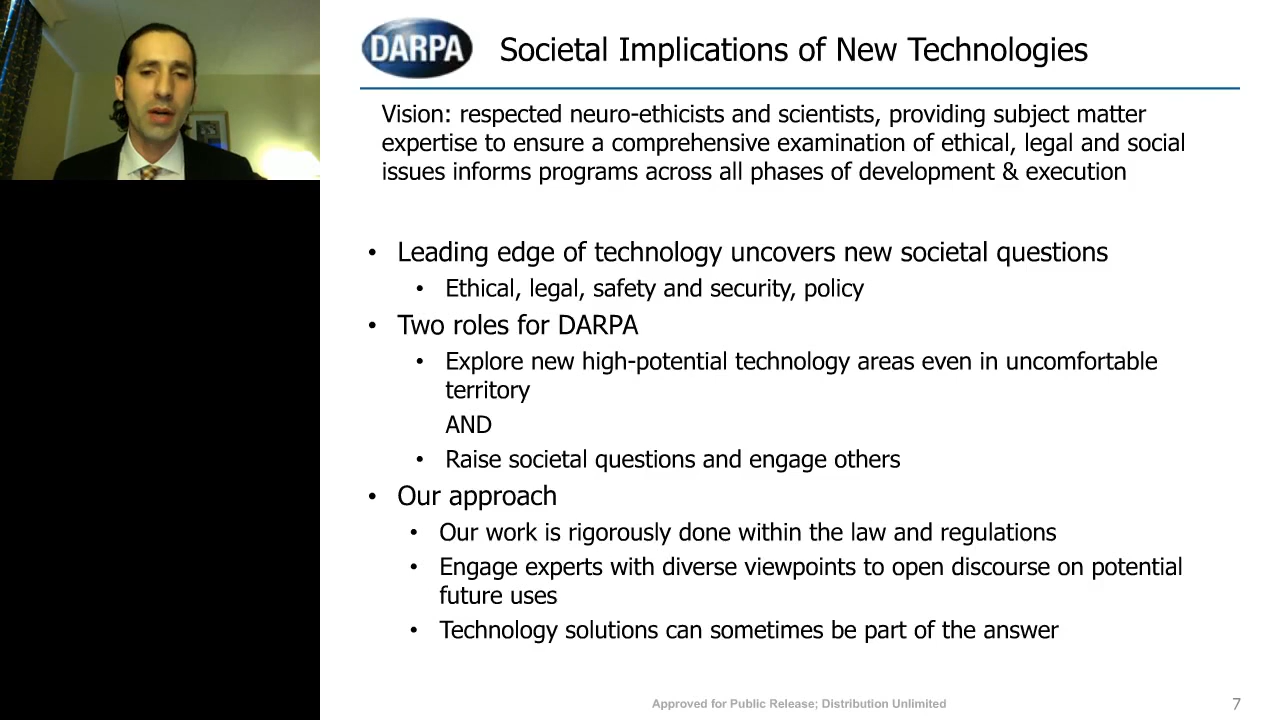 DARPA
Societal Implications of New Technologies
Vision: respected neuro-ethicists and scientists, providing subject matter
expertise to ensure a comprehensive examination of ethical, legal and social
issues informs programs across all phases of development & execution
• Leading edge of technology uncovers new societal questions
• Ethical, legal, safety and security, policy
• Two roles for DARPA
• Explore new high-potential technology areas even in uncomfortable
territory
AND
• Raise societal questions and engage others
• Our approach
• Our work is rigorously done within the law and regulations
• Engage experts with diverse viewpoints to open discourse on potential
future uses
• Technology solutions can sometimes be part of the answer
Approved for Public Release; Distribution Unlimited
7